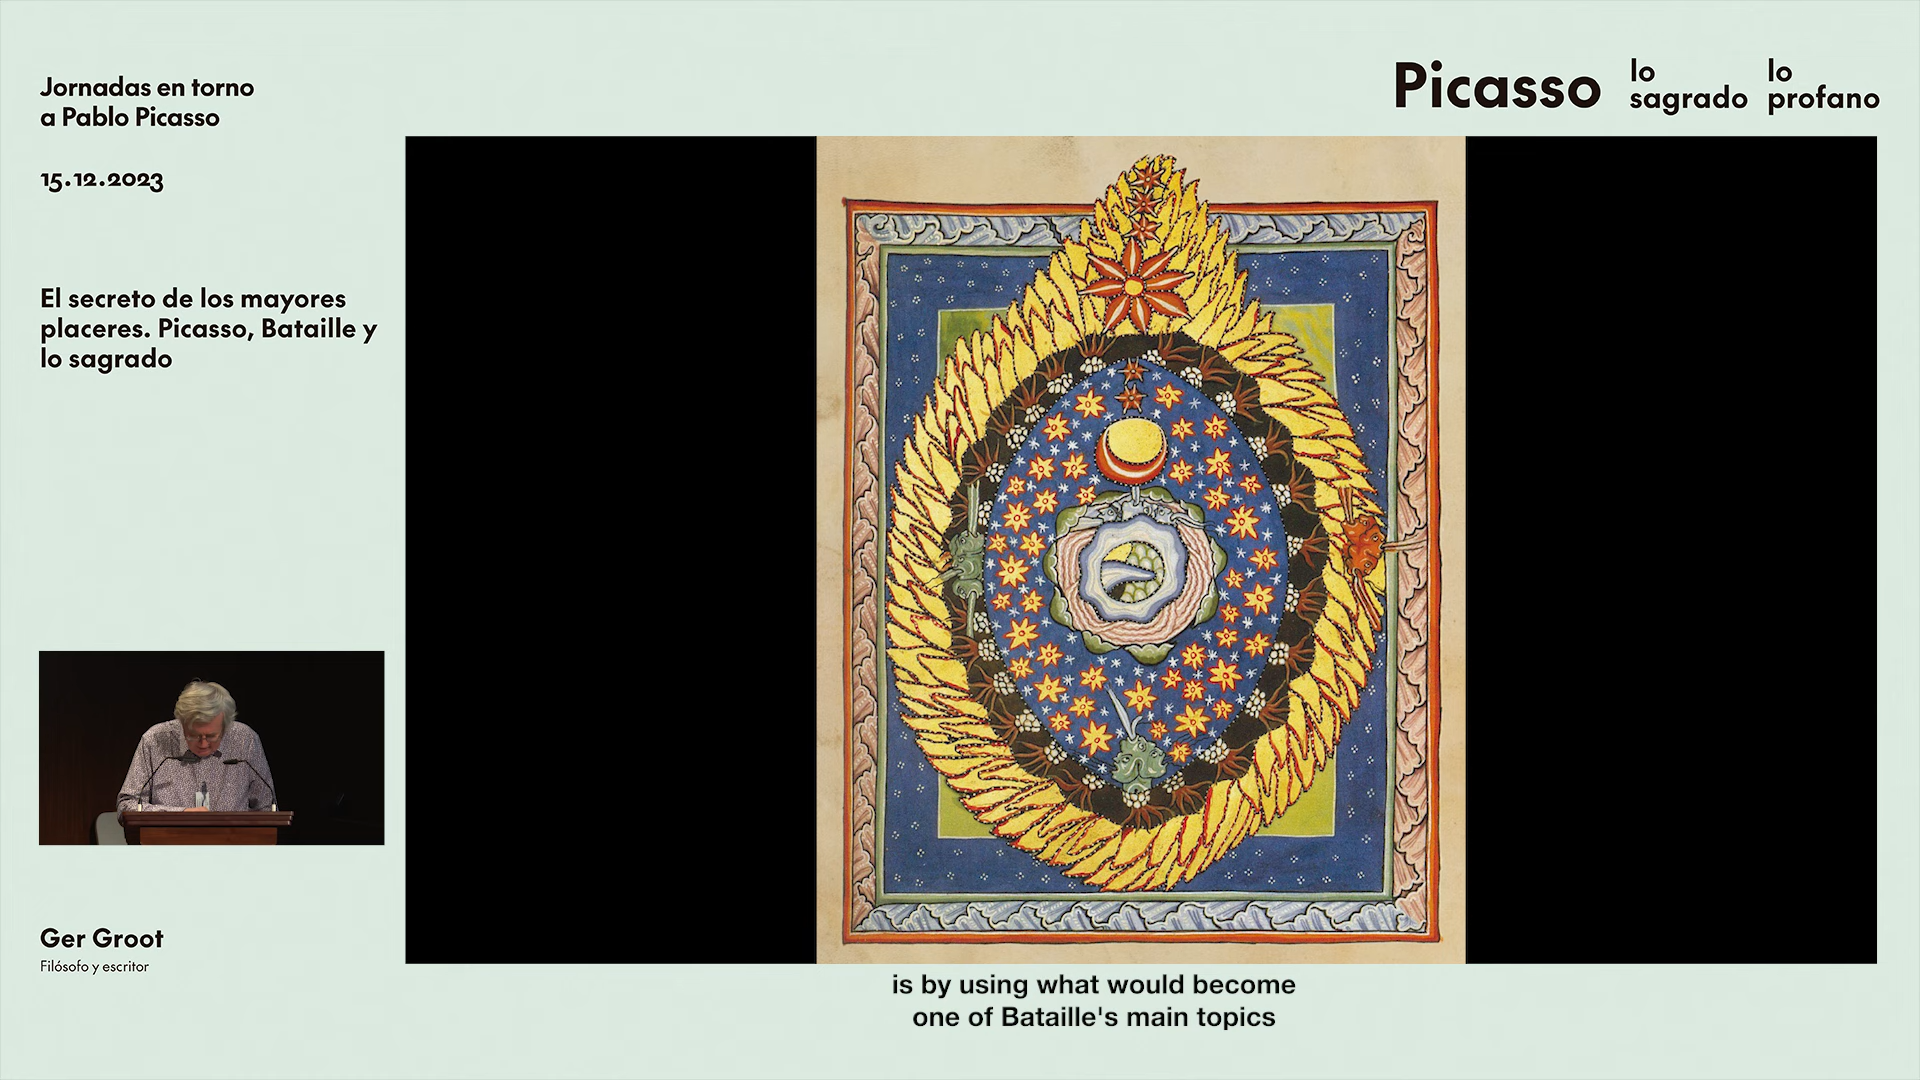 Jornadas en torno
a Pablo Picasso
15.12.2023
Picasso
lo
sagrado
lo
profano
El secreto de los mayores
placeres. Picasso, Bataille y
lo sagrado
Ger Groot
Filósofo y escritor
is by using what would become
one of Bataille's main topics